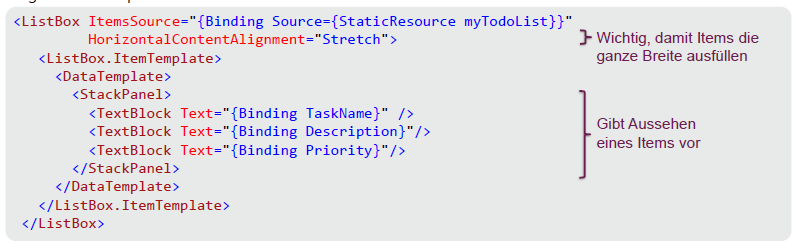 <ListBox ItemsSource="{Binding Source={StaticResource myTodoList}}"
HorizontalContentAlignment="Stretch">
Wichtig, damit Items die
ganze Breite ausfüllen
<ListBox.ItemTemplate>
<DataTemplate>
<StackPanel>
<TextBlock Text="{Binding TaskName}" />
<TextBlock Text="{Binding Description}"/>
<TextBlock Text="{Binding Priority}"/>
</StackPanel>
Gibt Aussehen
eines Items vor
</DataTemplate>
</ListBox.ItemTemplate>
</ListBox>